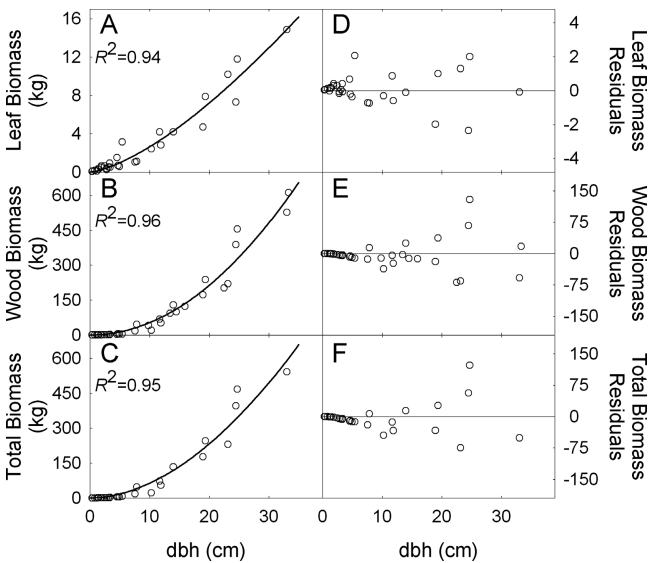 A
D
16
12
8
4
0
R²=0.94
Leaf Biomass
(kg)
4
2
0
-2
-4
Leaf Biomass
Residuals
B
E
600
450
300
150
0
R²=0.96
Wood Biomass
(kg)
150
75
0
-75
-150
Wood Biomass
Residuals
C
F
600
450
300
150
0
R²=0.95
Total Biomass
(kg)
150
75
0
-75
-150
Total Biomass
Residuals
0 10 20 30 0 10 20 30
dbh (cm) dbh (cm)